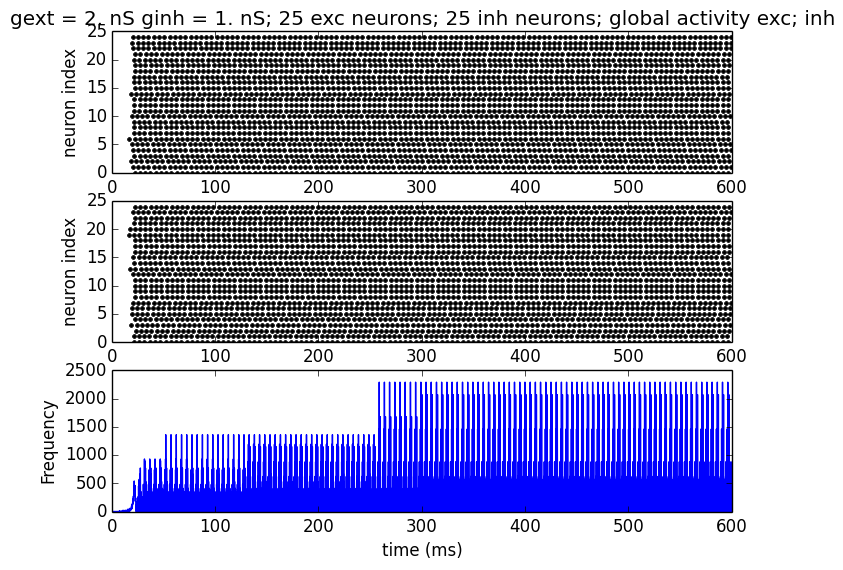 gext = 2. nS ginh = 1. nS; 25 exc neurons; 25 inh neurons; global activity exc; inh
25
20
15
10
5
0
neuron index
0 100 200 300 400 500 600
25
20
15
10
5
0
neuron index
0 100 200 300 400 500 600
2500
2000
1500
1000
500
0
Frequency
0 100 200 300 400 500 600
time (ms)